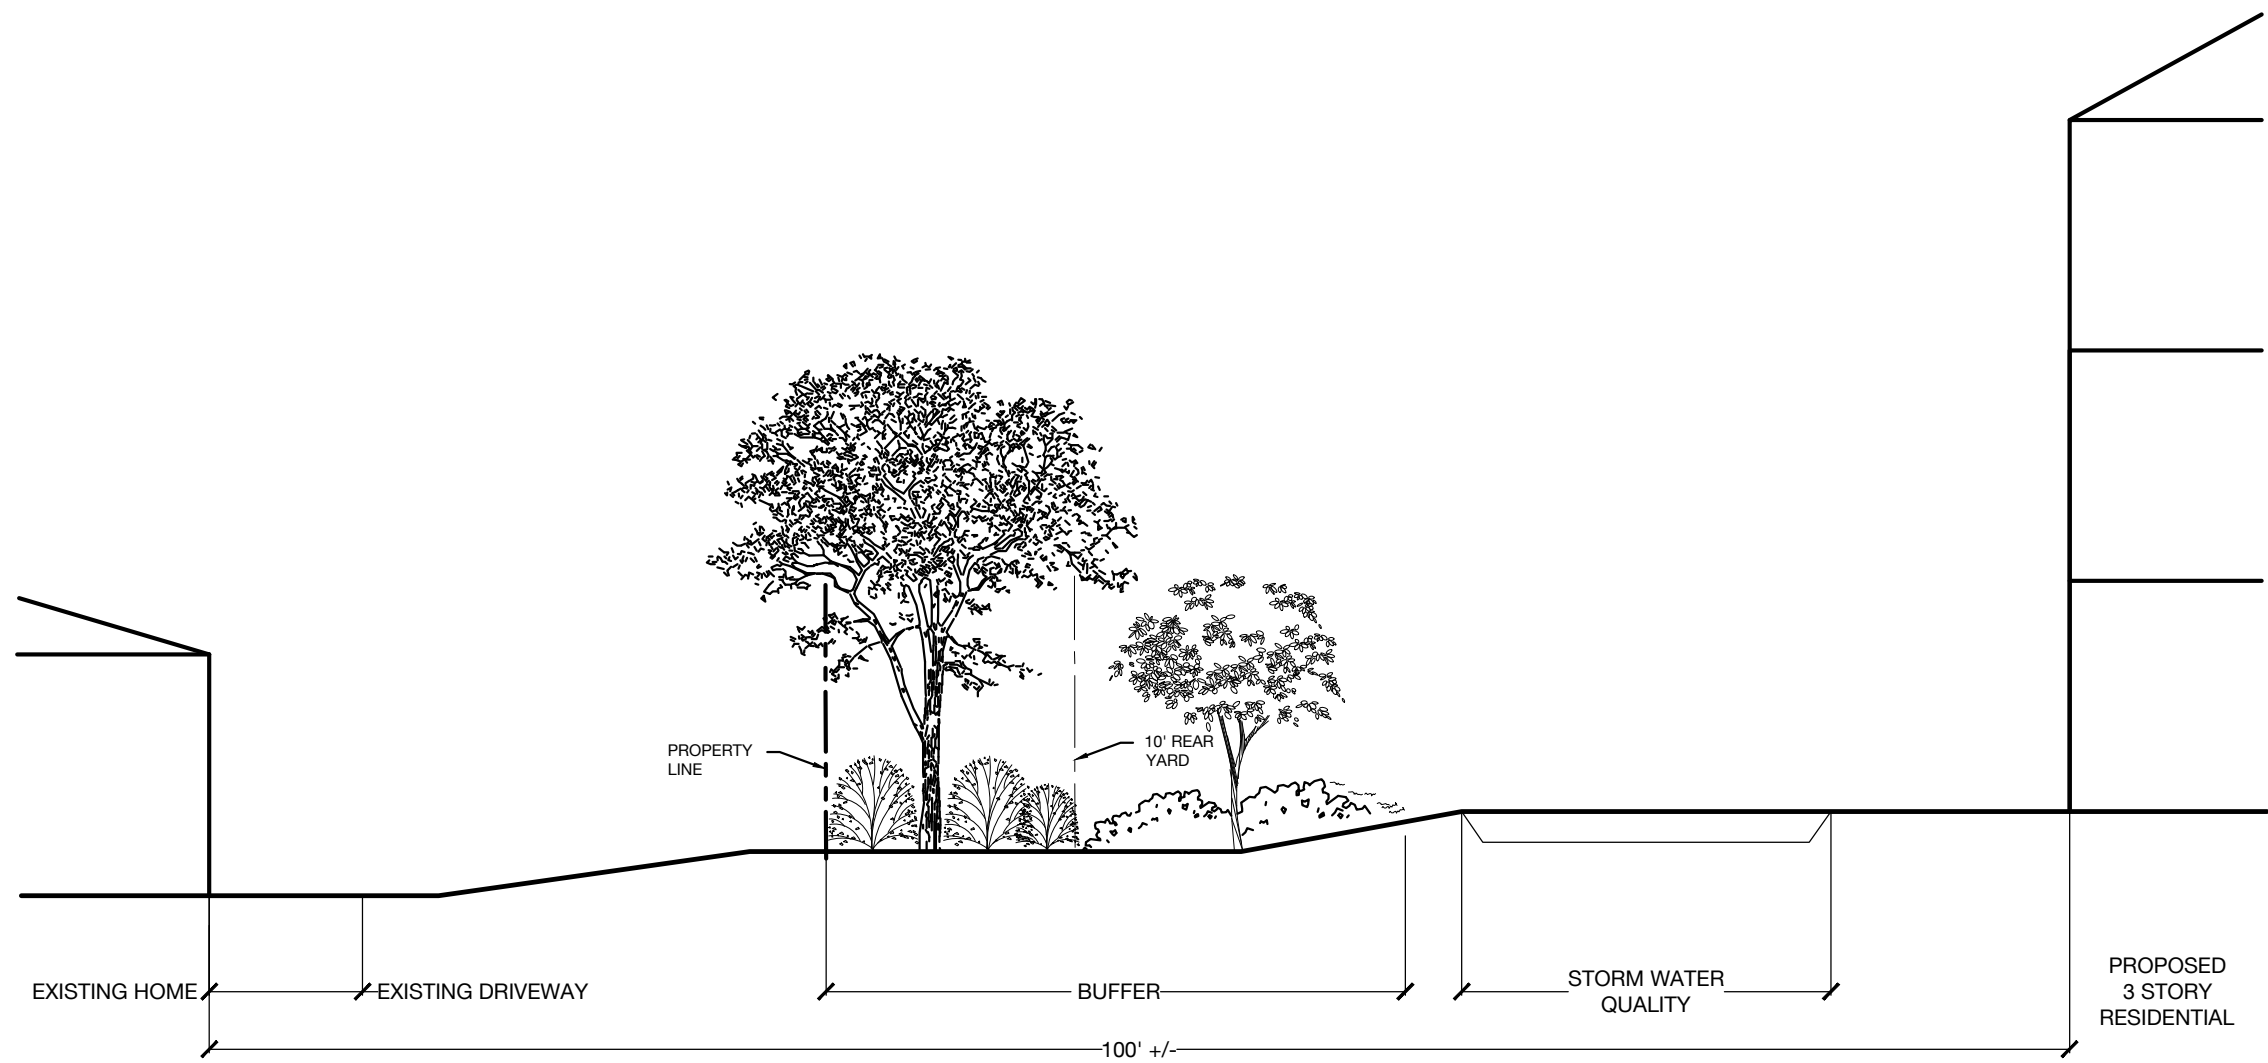 PROPERTY
LINE
10' REAR
YARD
EXISTING HOME
EXISTING DRIVEWAY
BUFFER
STORM WATER
QUALITY
PROPOSED
3 STORY
RESIDENTIAL
100' +/-